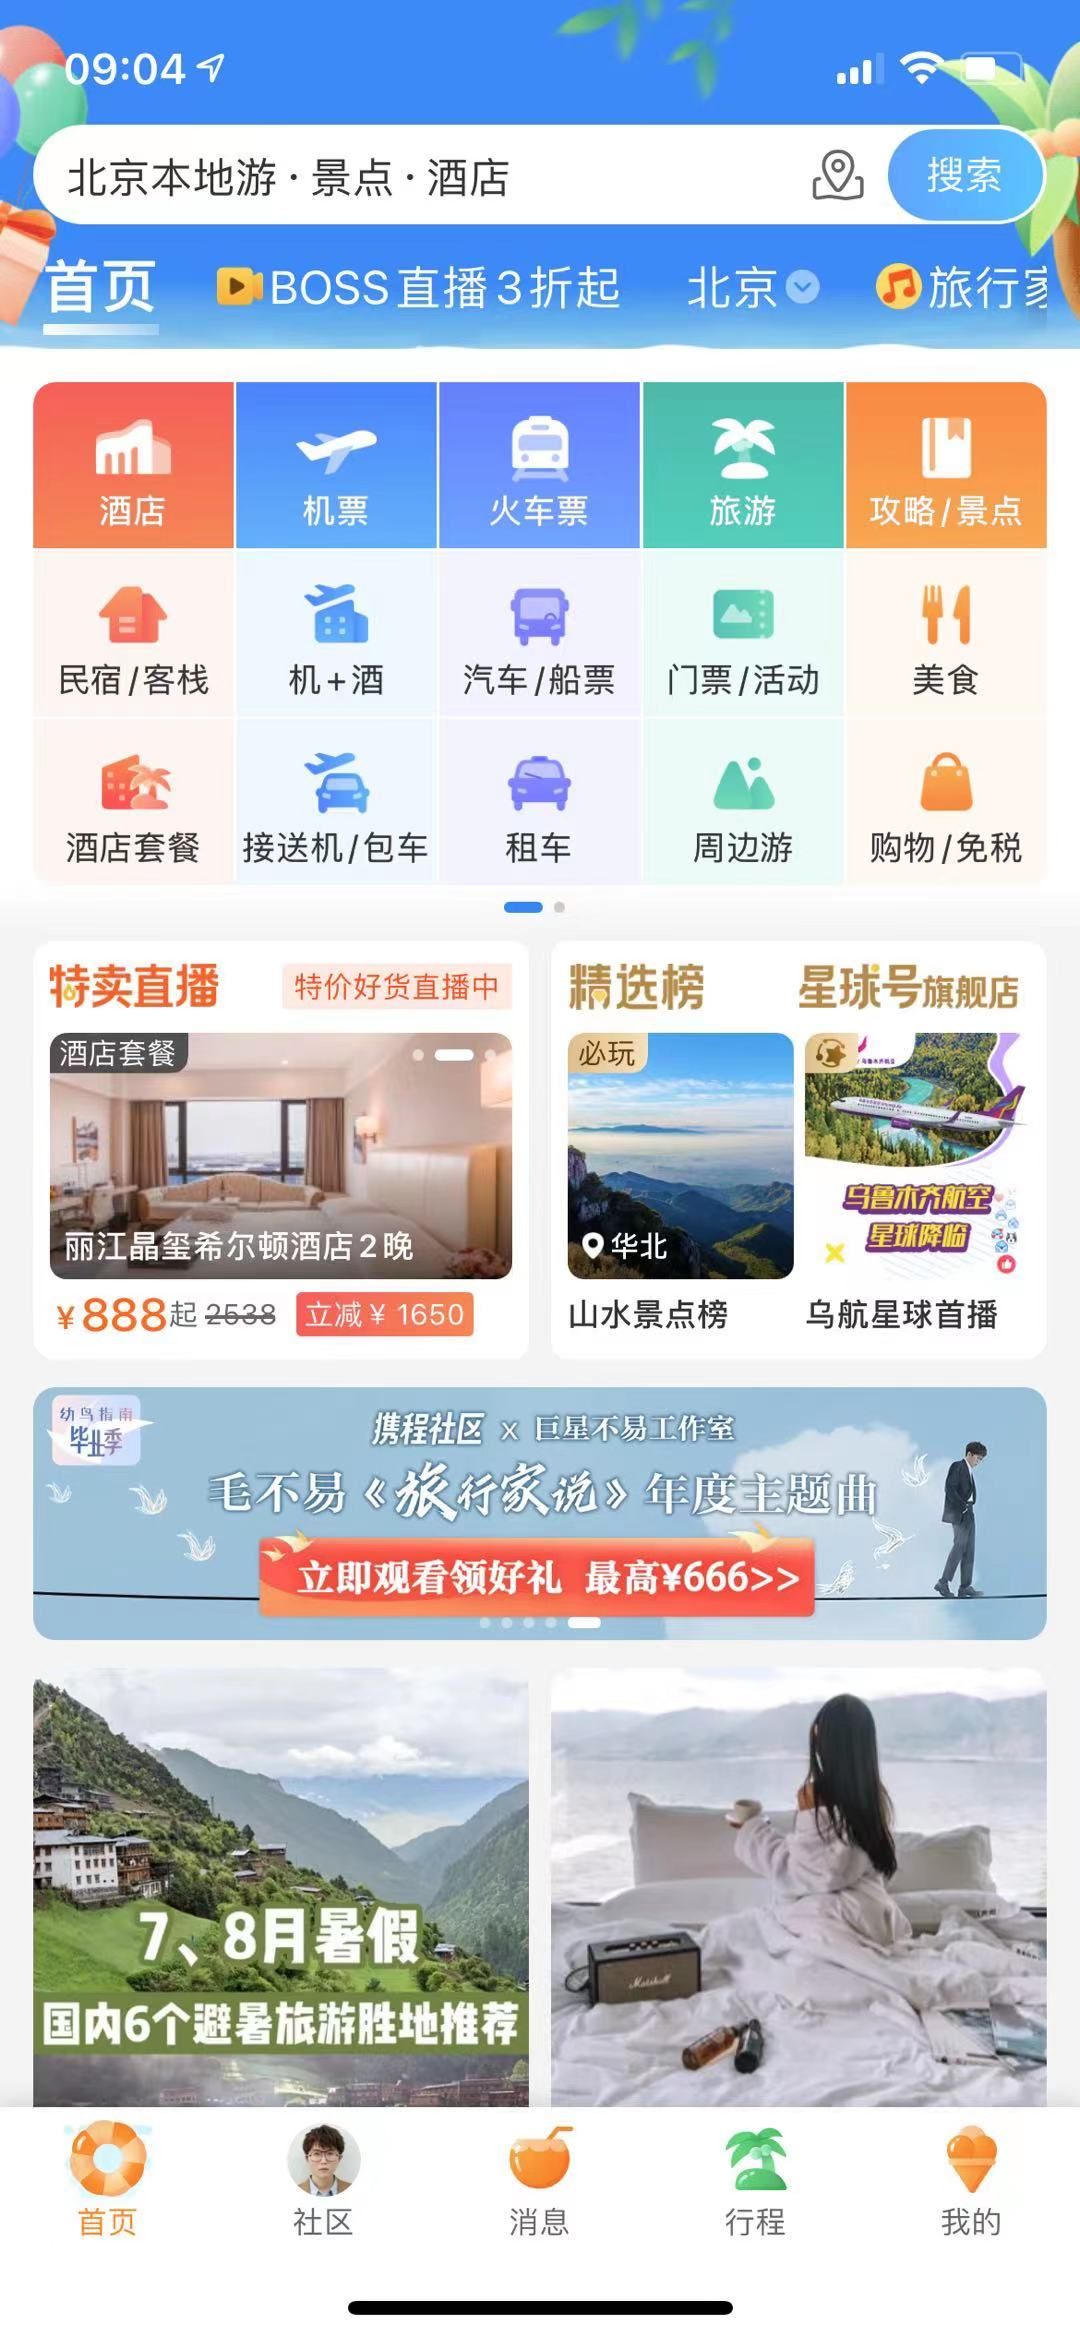 09:04
北京本地游 · 景点 · 酒店
搜索
首页
BOSS直播3折起
北京
旅行家
酒店
机票
火车票
旅游
攻略/景点
民宿/客栈
机+酒
汽车/船票
门票/活动
美食
酒店套餐
接送机/包车
租车
周边游
购物/免税
特卖直播
特价好货直播中
酒店套餐
丽江晶玺希尔顿酒店2晚
¥888起 2538 立减¥1650
精选榜
星球号旗舰店
必玩
华北
乌鲁木齐航空
星球降临
山水景点榜
乌航星球首播
幼鸟指南
毕业季
携程社区 x 巨星不易工作室
毛不易《旅行家说》年度主题曲
立即观看领好礼 最高¥666>>
7、8月暑假
国内6个避暑旅游胜地推荐
Marshall
首页
社区
消息
行程
我的